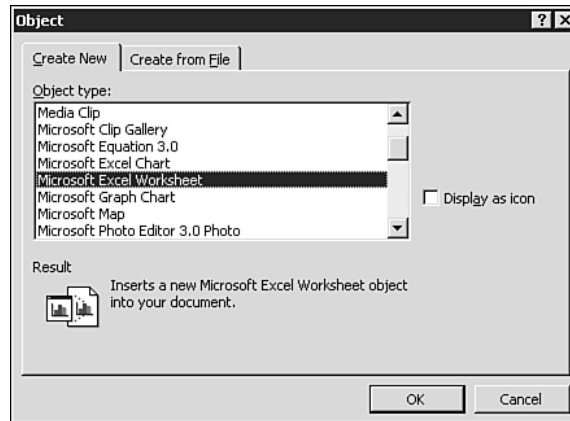 Object
Create New
Create from File
Object type:
Media Clip
Microsoft Clip Gallery
Microsoft Equation 3.0
Microsoft Excel Chart
Microsoft Excel Worksheet
Microsoft Graph Chart
Microsoft Map
Microsoft Photo Editor 3.0 Photo
Display as icon
Result
Inserts a new Microsoft Excel Worksheet object
into your document.
OK
Cancel